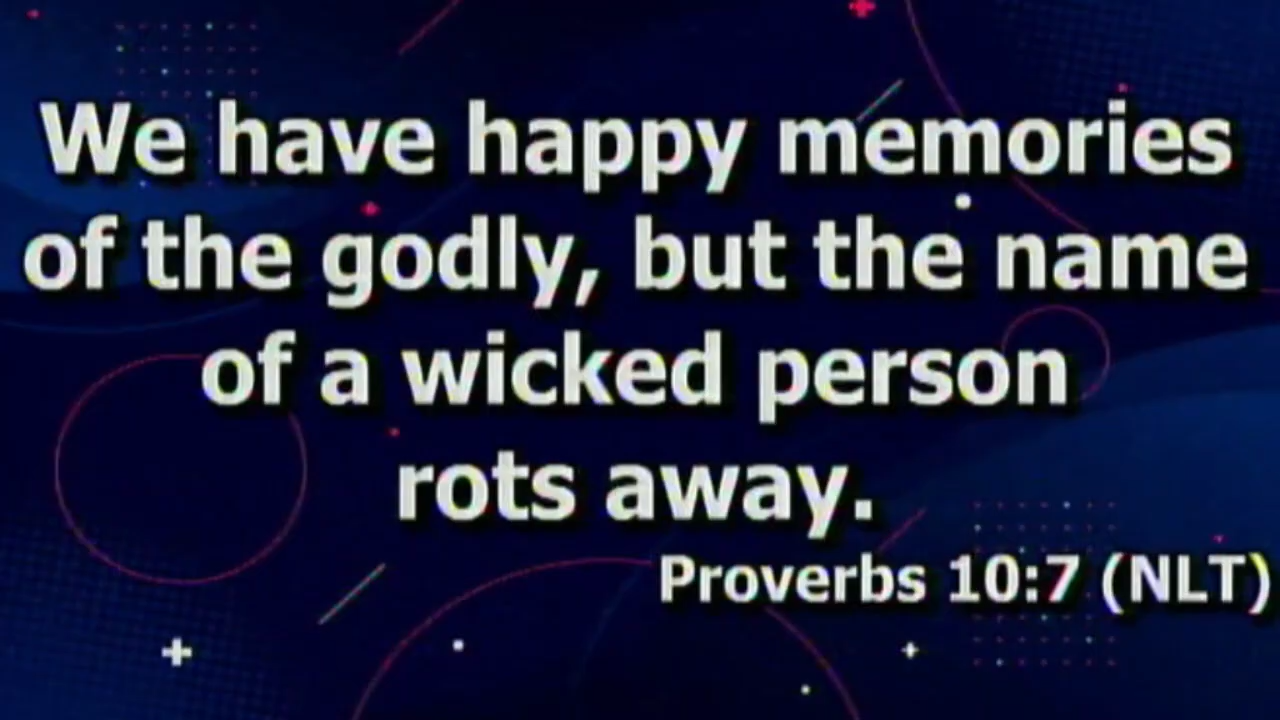 We have happy memories
of the godly, but the name
of a wicked person
rots away.
Proverbs 10:7 (NLT)